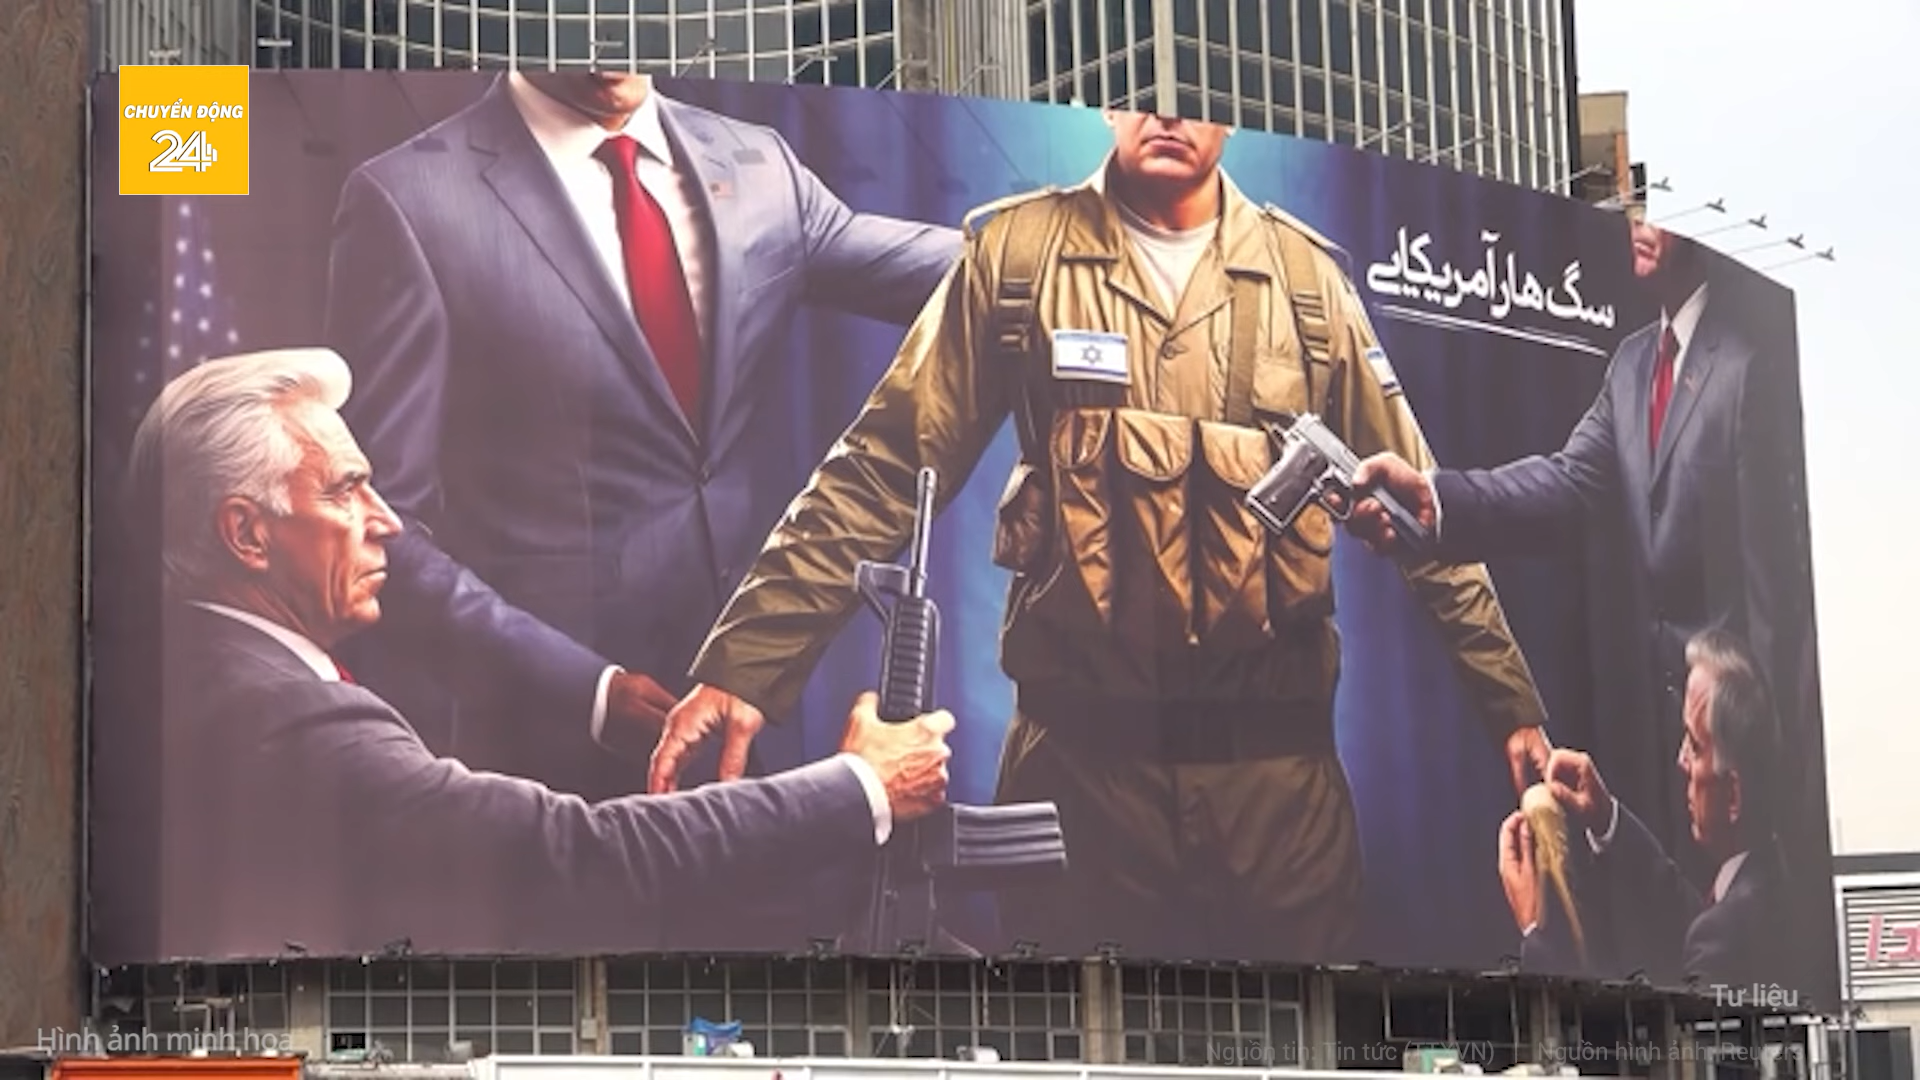 CHUYỂN ĐỘNG
24
سگ هار آمریکایی
Tư liệu
Hình ảnh minh họa
Nguồn tin: Tin tức (TTXVN) | Nguồn hình ảnh: Reuters